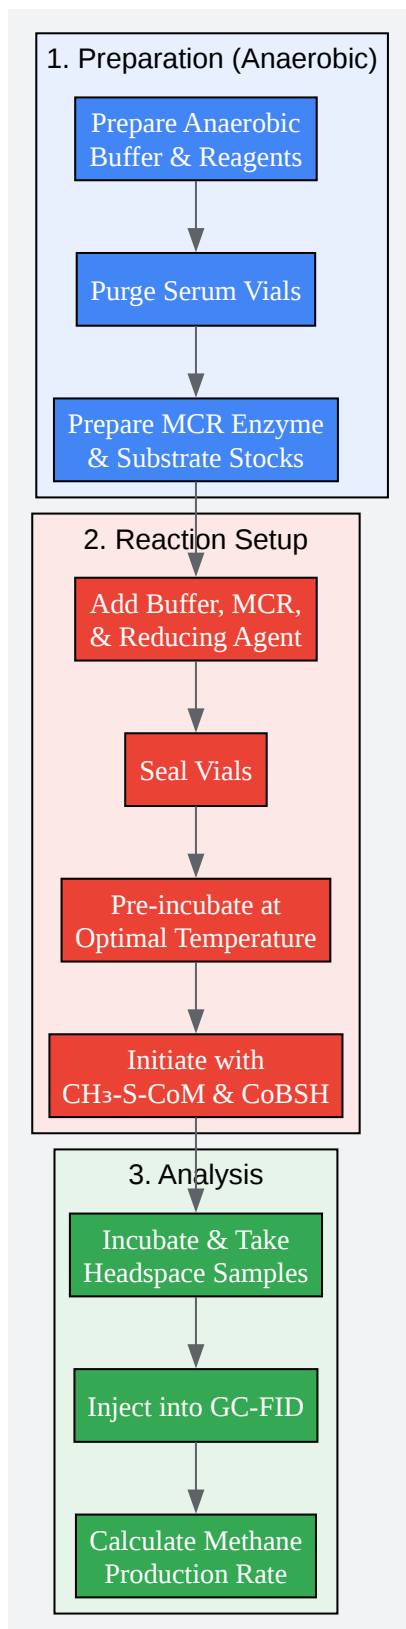 1. Preparation (Anaerobic)
Prepare Anaerobic
Buffer & Reagents
Purge Serum Vials
Prepare MCR Enzyme
& Substrate Stocks
2. Reaction Setup
Add Buffer, MCR,
& Reducing Agent
Seal Vials
Pre-incubate at
Optimal Temperature
Initiate with
CH₃-S-CoM & CoBSH
3. Analysis
Incubate & Take
Headspace Samples
Inject into GC-FID
Calculate Methane
Production Rate